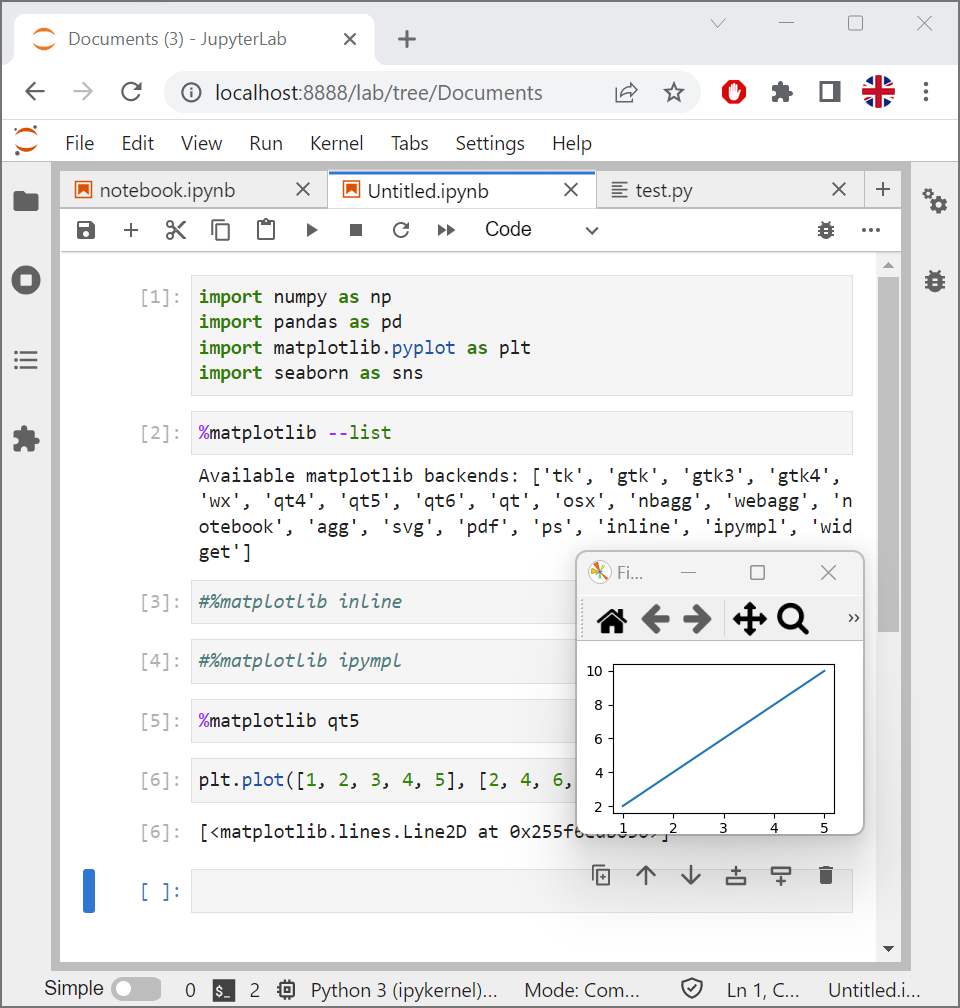 Documents (3) - JupyterLab
localhost:8888/lab/tree/Documents
File Edit View Run Kernel Tabs Settings Help
notebook.ipynb Untitled.ipynb test.py
Code
[1]: import numpy as np
import pandas as pd
import matplotlib.pyplot as plt
import seaborn as sns
[2]: %matplotlib --list
Available matplotlib backends: ['tk', 'gtk', 'gtk3', 'gtk4',
'wx', 'qt4', 'qt5', 'qt6', 'qt', 'osx', 'nbagg', 'webagg', 'n
otebook', 'agg', 'svg', 'pdf', 'ps', 'inline', 'ipympl', 'wid
get']
[3]: #%matplotlib inline
[4]: #%matplotlib ipympl
[5]: %matplotlib qt5
[6]: plt.plot([1, 2, 3, 4, 5], [2, 4, 6,
[6]: [<matplotlib.lines.Line2D at
[ ]:
Fi...
10
8
6
4
2
1 2 3 4 5
Simple 0 $_ 2 Python 3 (ipykernel)... Mode: Com... Ln 1, C... Untitled.i...